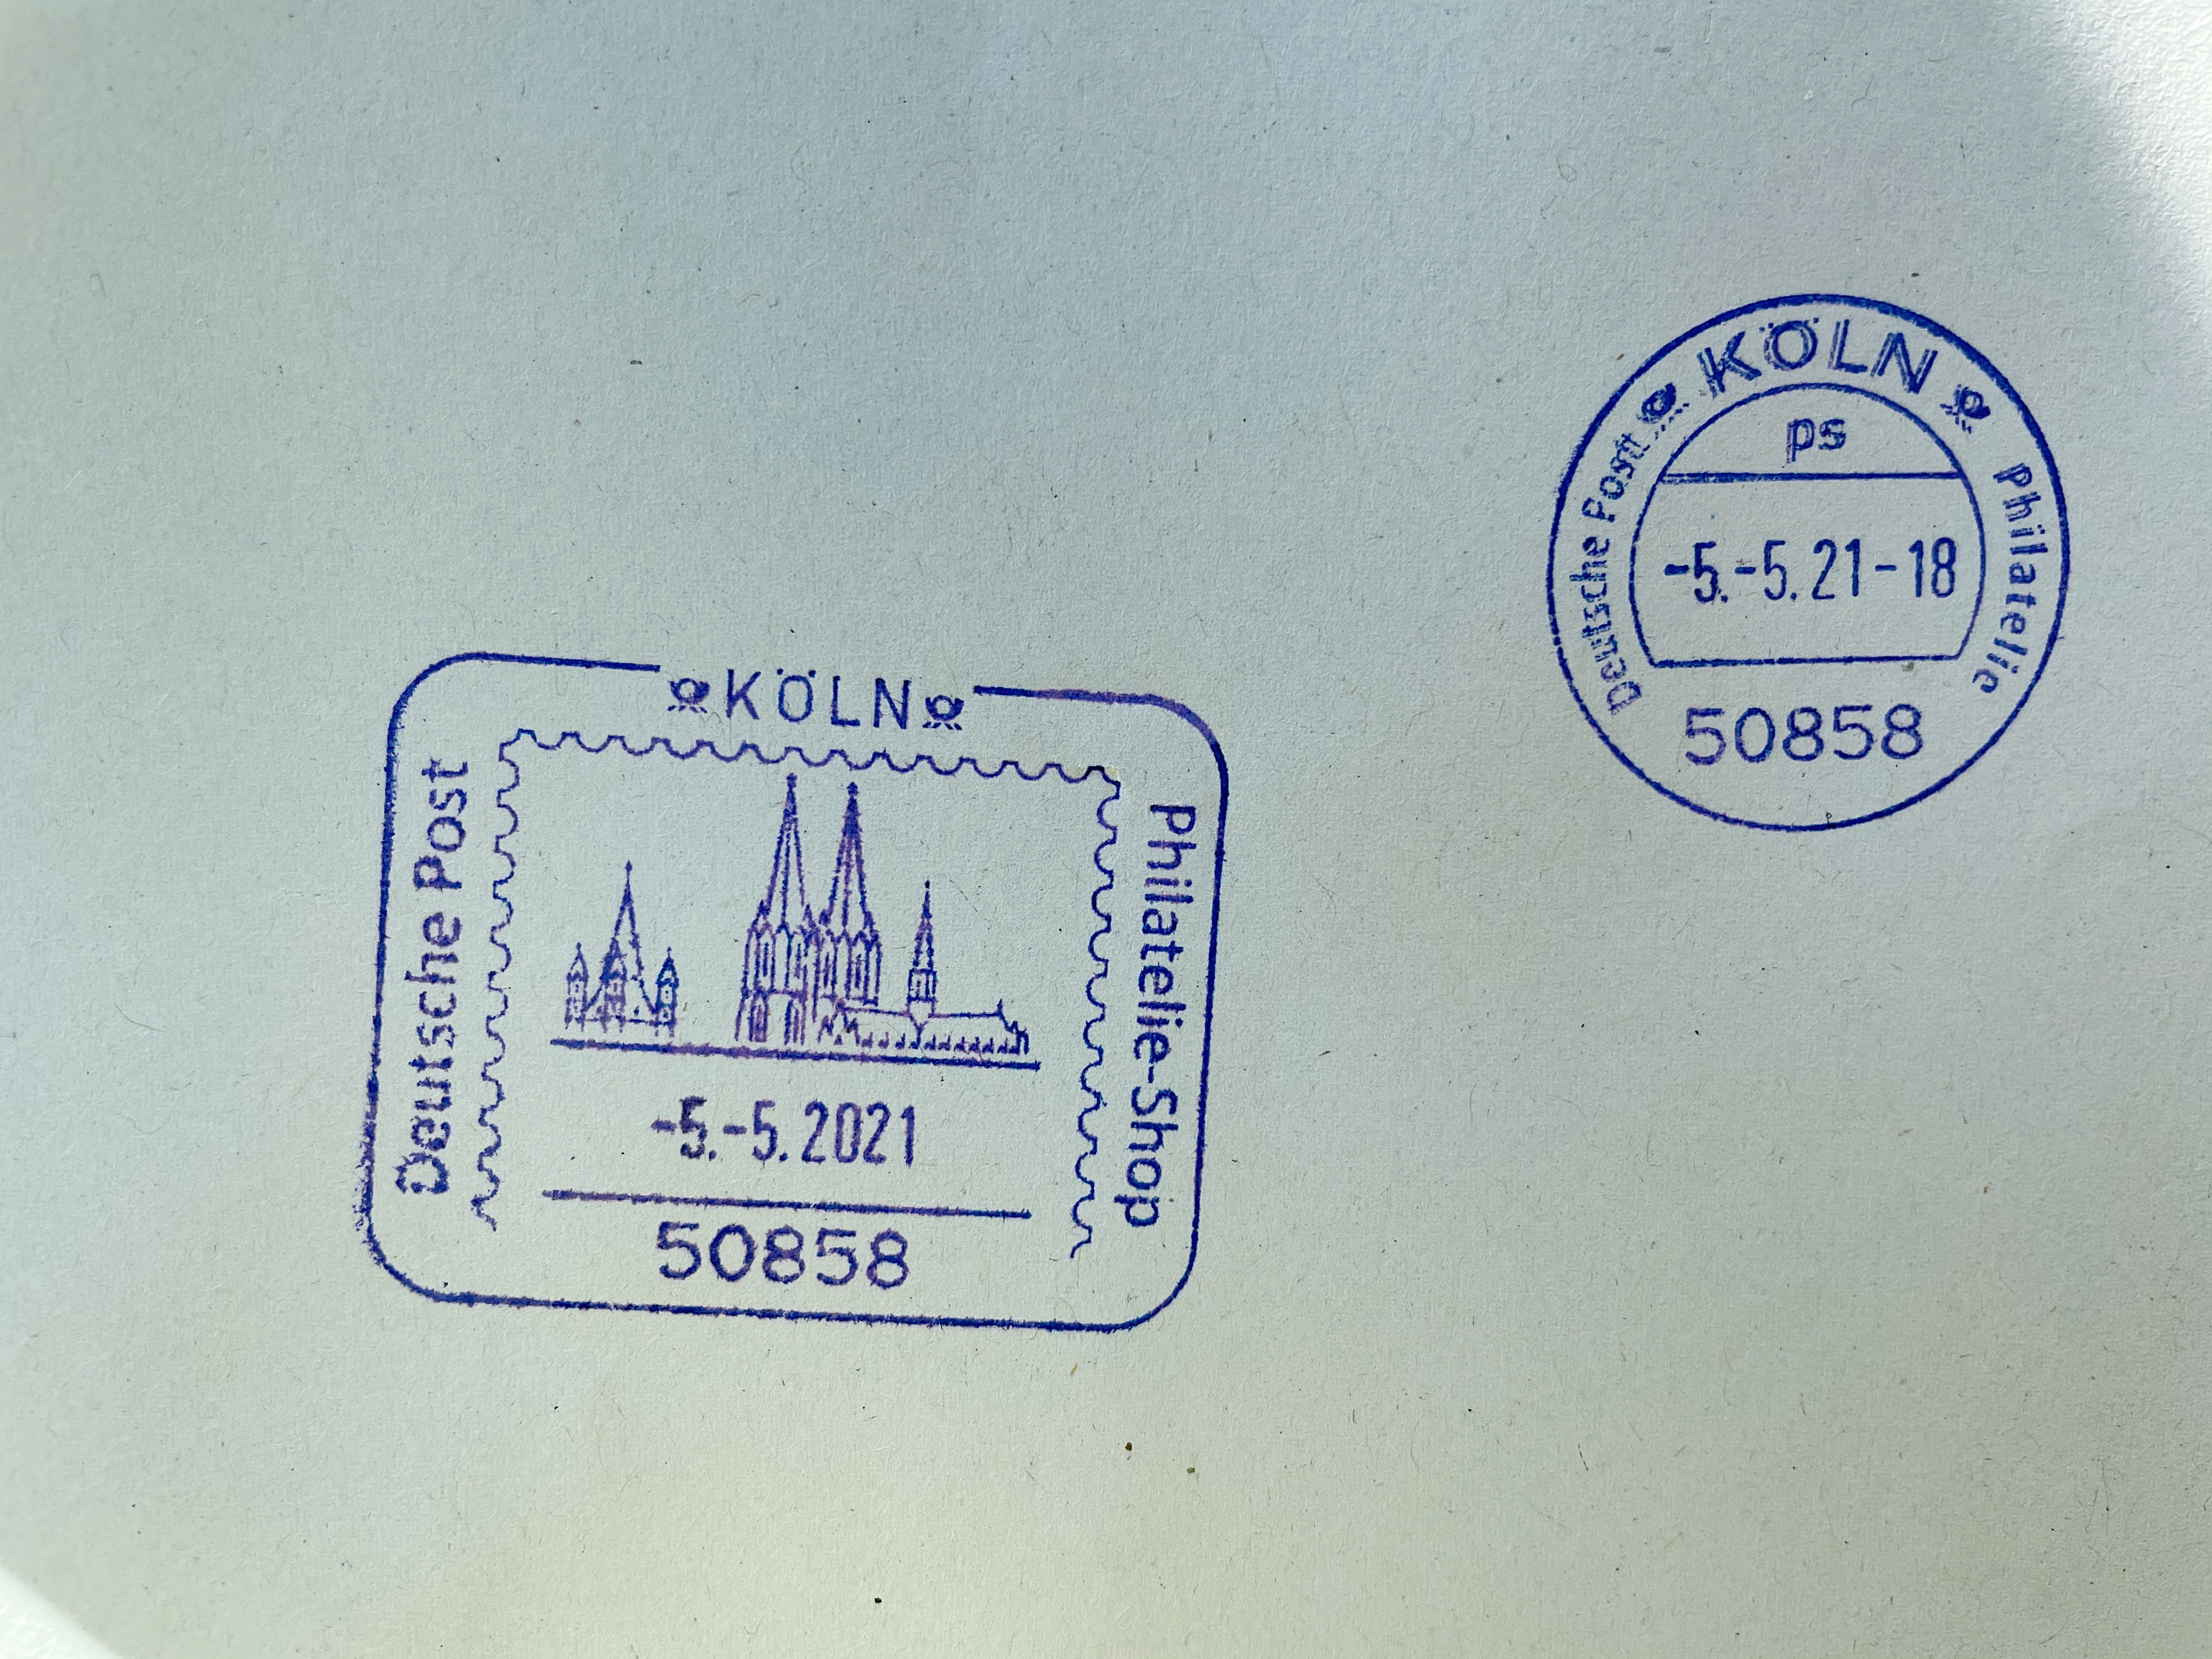 KÖLN
Deutsche Post
Philatelie-Shop
-5.-5.2021
50858
KÖLN
Deutsche Post
Philatelie
ps
-5.-5.21-18
50858